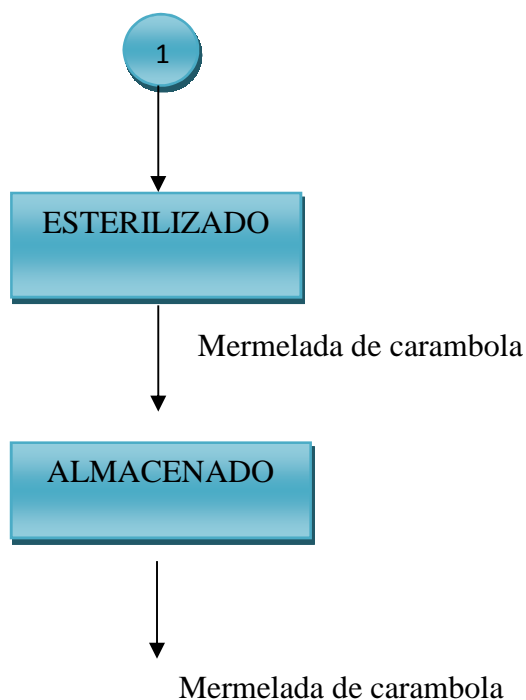 1
ESTERILIZADO
Mermelada de carambola
ALMACENADO
Mermelada de carambola